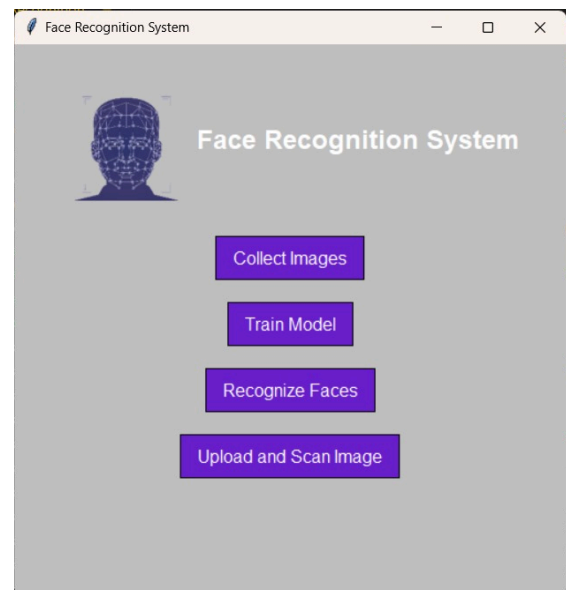 Face Recognition System
Face Recognition System
Collect Images
Train Model
Recognize Faces
Upload and Scan Image